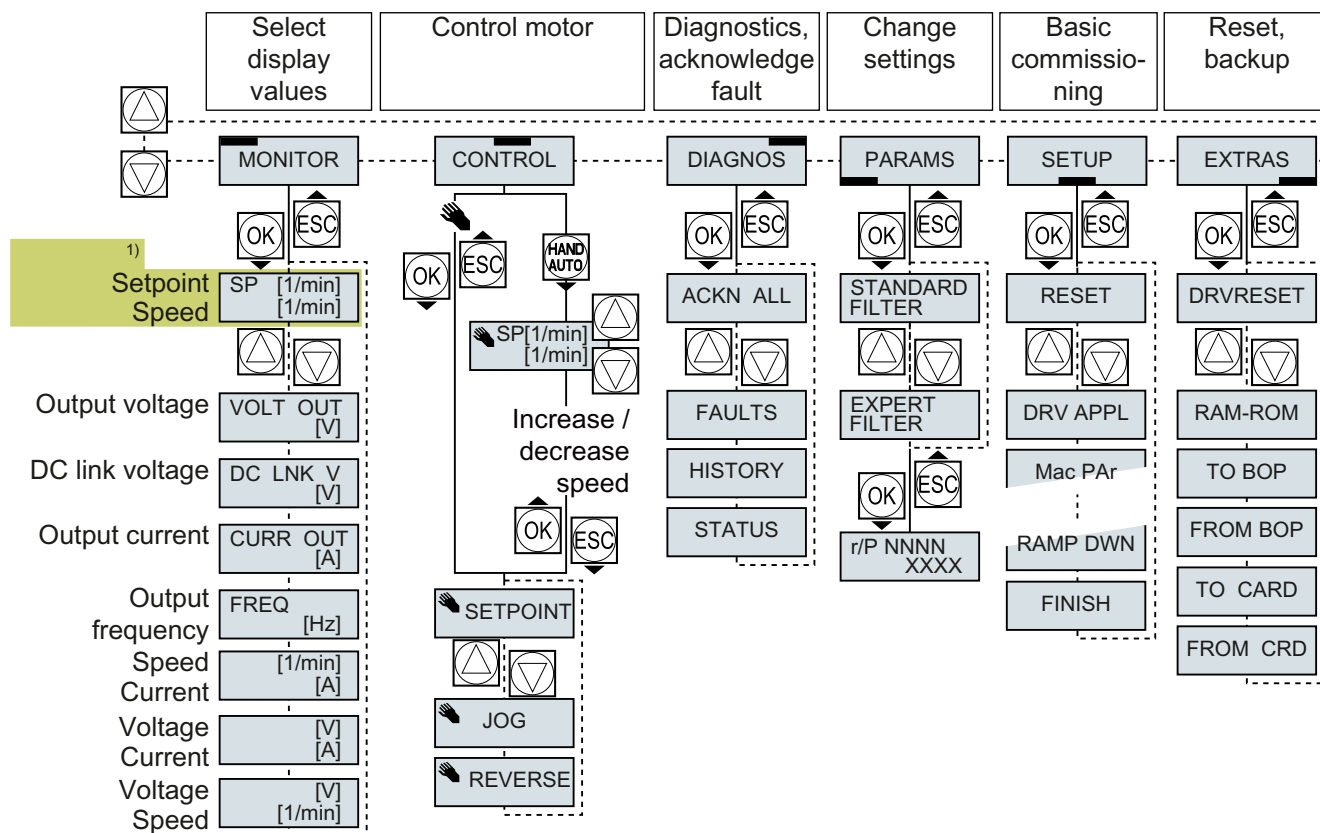 Select
display
values
Control motor
Diagnostics,
acknowledge
fault
Change
settings
Basic
commissio-
ning
Reset,
backup
MONITOR
CONTROL
DIAGNOS
PARAMS
SETUP
EXTRAS
OK
ESC
1)
Setpoint
Speed
SP [1/min]
[1/min]
Output voltage
VOLT OUT
[V]
DC link voltage
DC LNK V
[V]
Output current
CURR OUT
[A]
Output
frequency
FREQ
[Hz]
Speed
Current
[1/min]
[A]
Voltage
Current
[V]
[A]
Voltage
Speed
[V]
[1/min]
OK
ESC
HAND
AUTO
SP[1/min]
[1/min]
Increase /
decrease
speed
OK
ESC
SETPOINT
JOG
REVERSE
OK
ESC
ACKN ALL
FAULTS
HISTORY
STATUS
OK
ESC
STANDARD
FILTER
EXPERT
FILTER
OK
ESC
r/P NNNN
XXXX
OK
ESC
RESET
DRV APPL
Mac PAr
RAMP DWN
FINISH
OK
ESC
DRVRESET
RAM-ROM
TO BOP
FROM BOP
TO CARD
FROM CRD